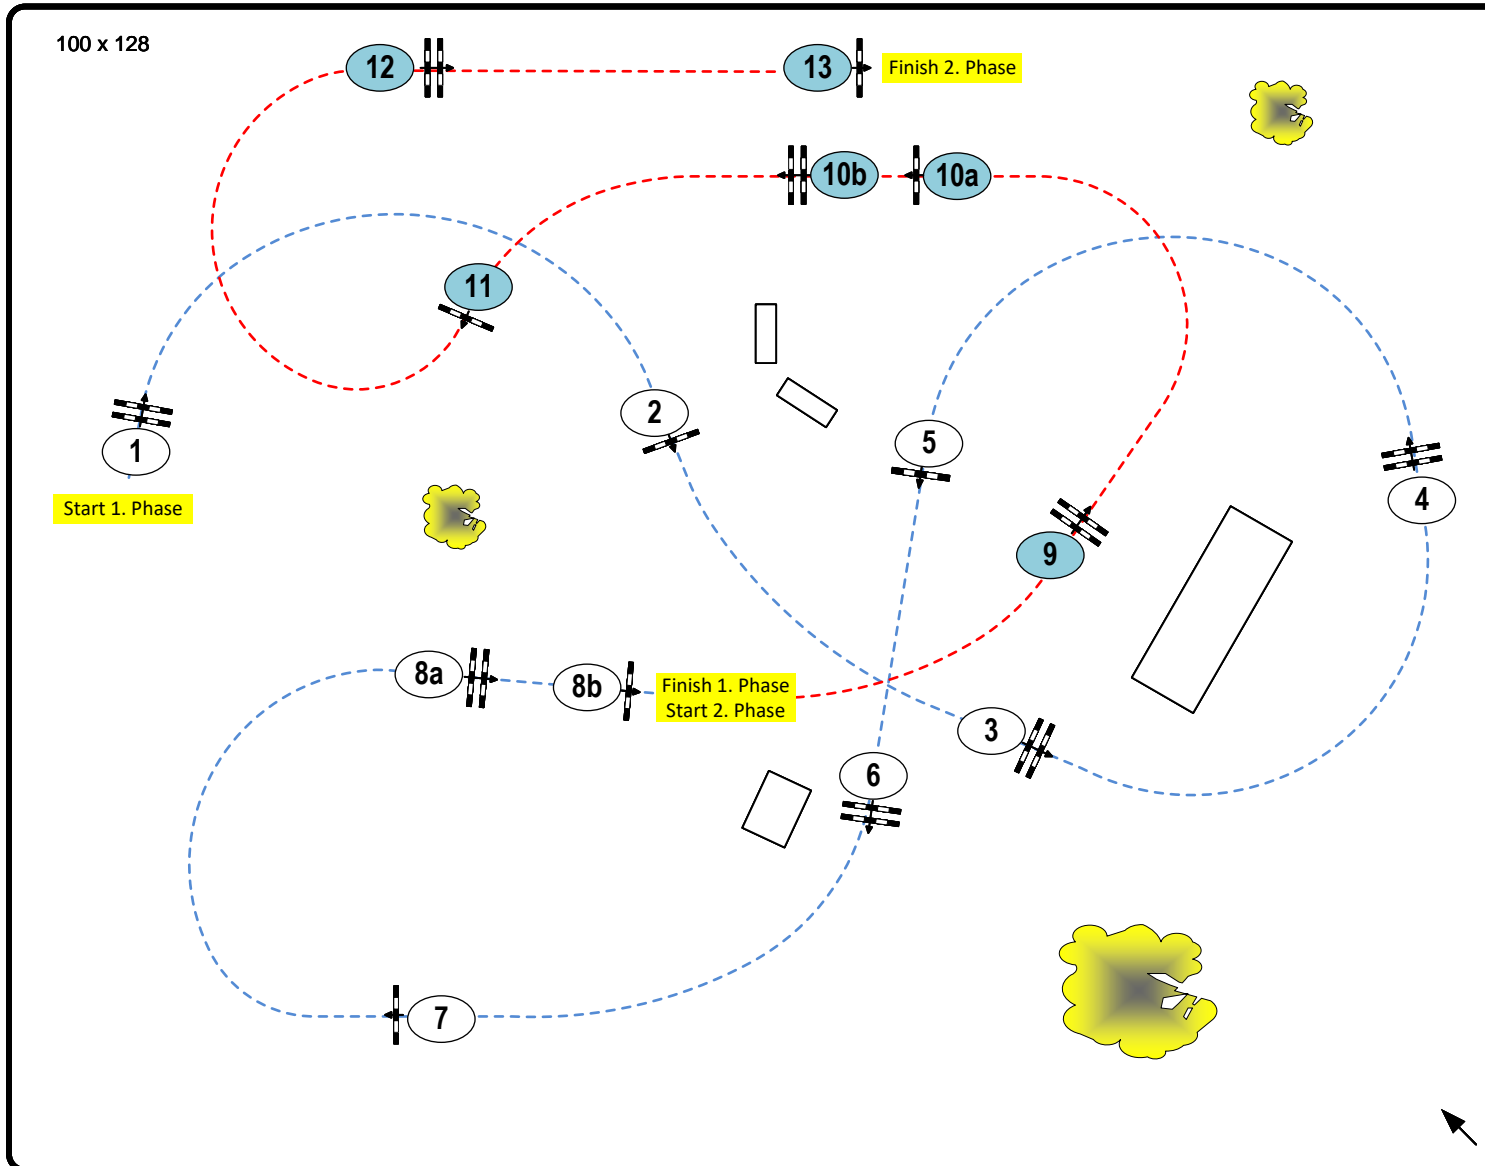 100 x 128
12
13
Finish 2. Phase
10b
10a
11
2
1
5
4
Start 1. Phase
9
8a
8b
Finish 1. Phase
Start 2. Phase
3
6
7